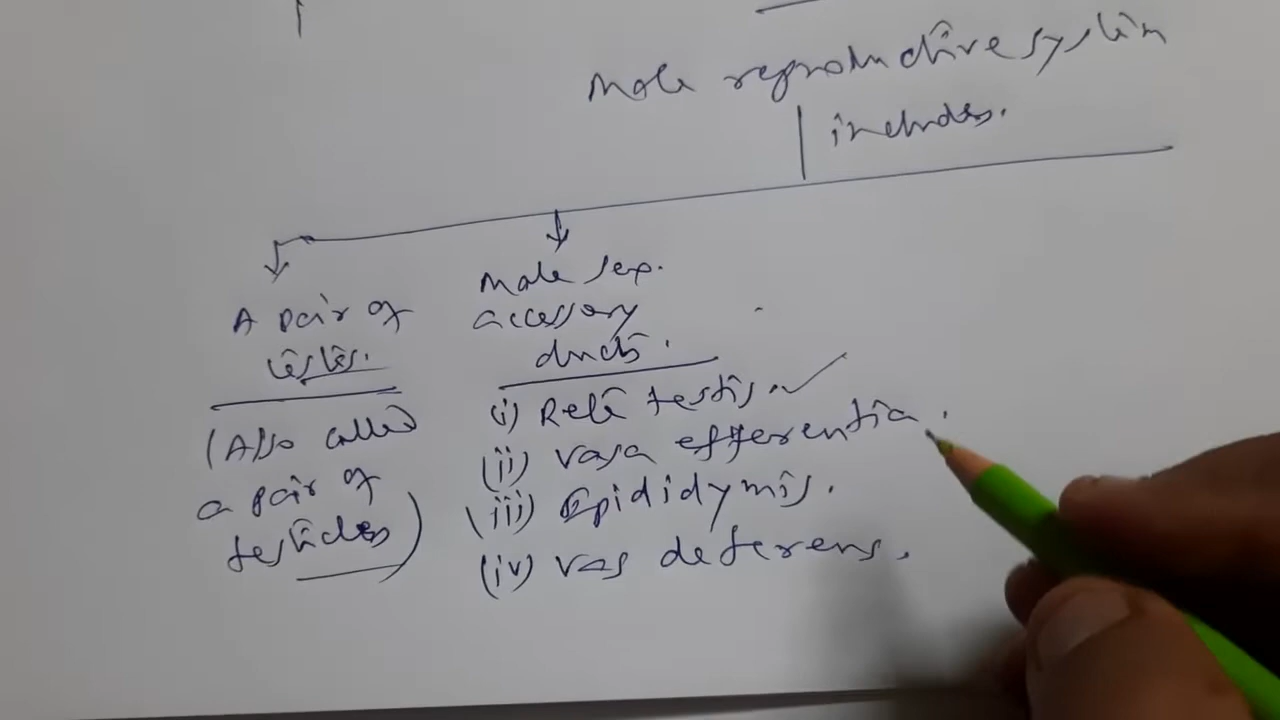 Male reproductive system
includes.
A pair of
testes.
(Also called
a pair of
testicles)
Male sex.
accessory
ducts.
(i) Rete testis.
(ii) vasa efferentia.
(iii) Epididymis.
(iv) vas deferens.